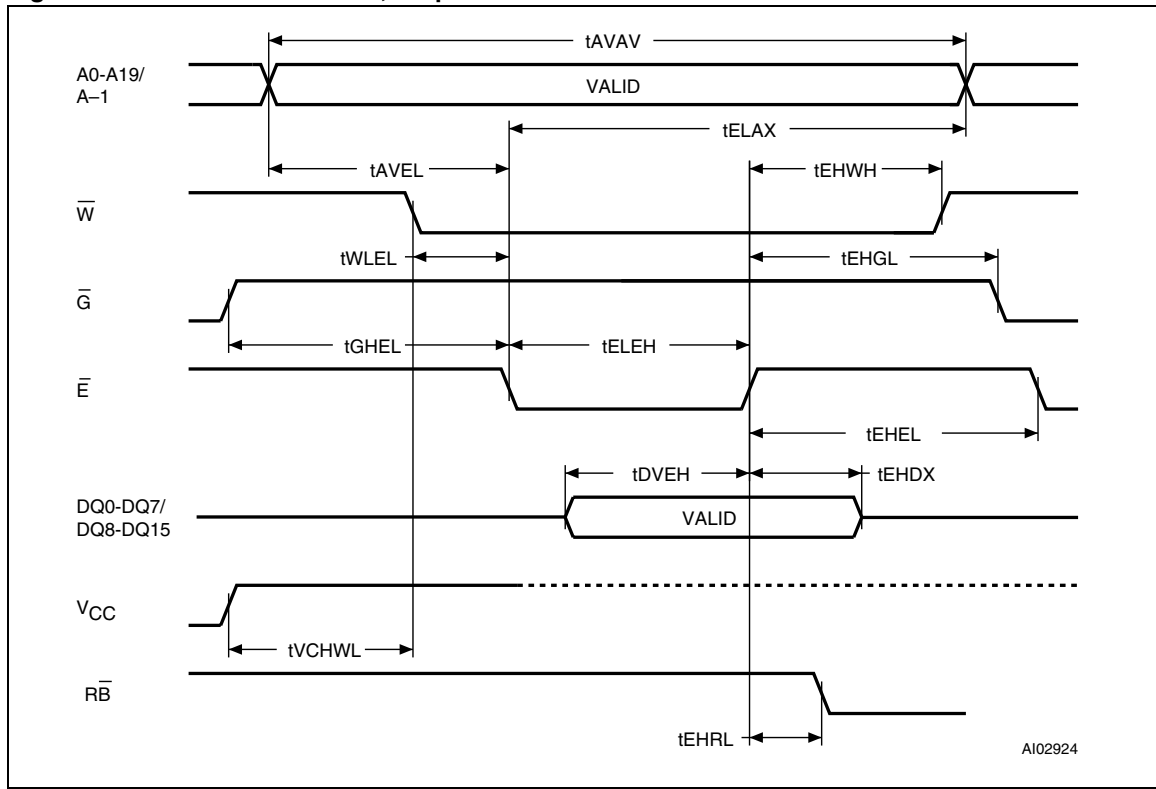 tAVAV
A0-A19/
A–1
VALID
tELAX
tAVEL
tEHWH
W̅
tWLEL
tEHGL
G̅
tGHEL
tELEH
E̅
tEHEL
tDVEH
tEHDX
DQ0-DQ7/
DQ8-DQ15
VALID
VCC
tVCHWL
RB̅
tEHRL
AI02924